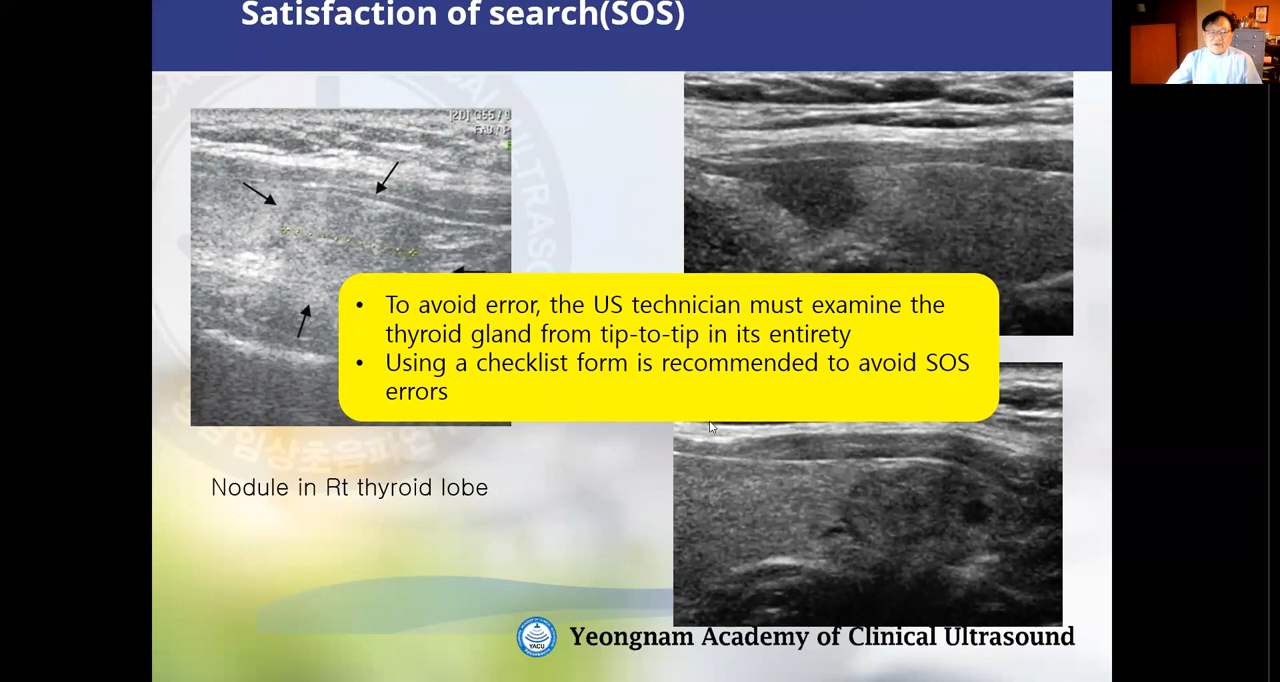 Satisfaction of search(SOS)
• To avoid error, the US technician must examine the
thyroid gland from tip-to-tip in its entirety
• Using a checklist form is recommended to avoid SOS
errors
Nodule in Rt thyroid lobe
YACU
Yeongnam Academy of Clinical Ultrasound